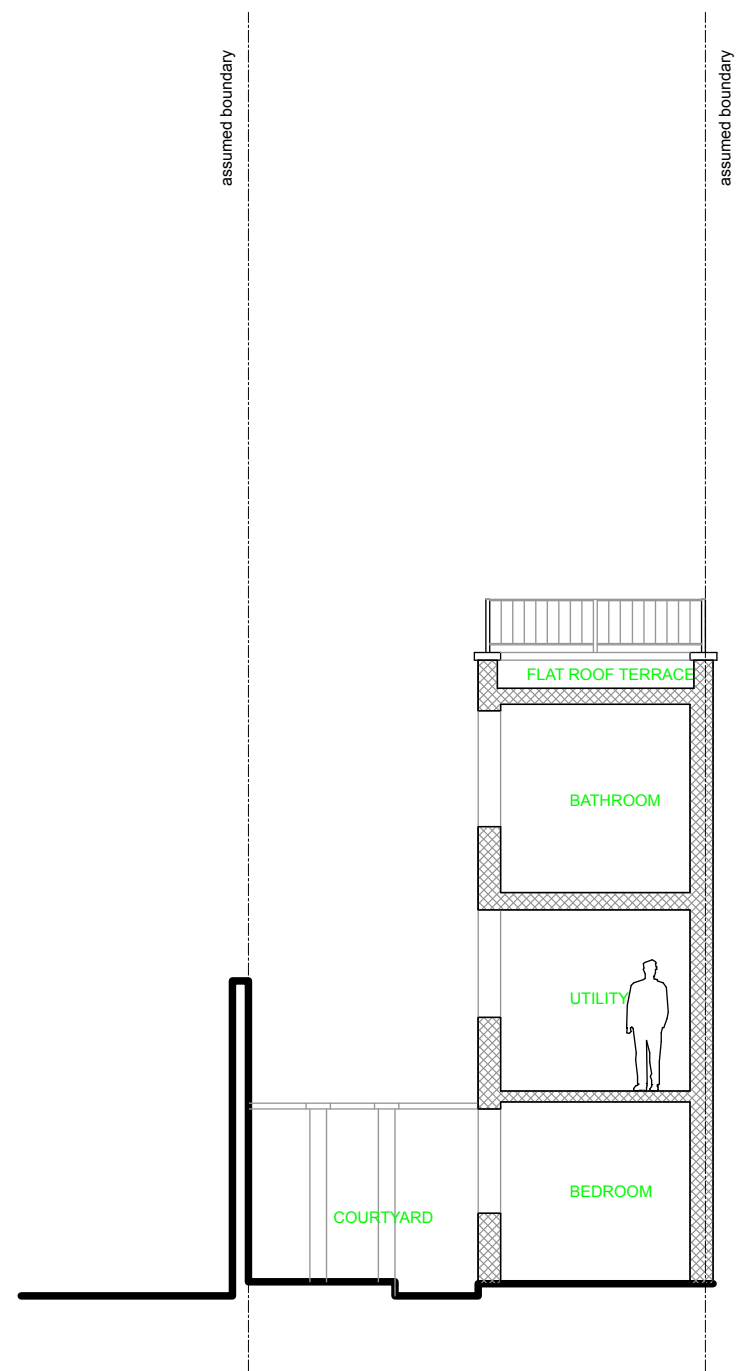 assumed boundary
assumed boundary
FLAT ROOF TERRACE
BATHROOM
UTILITY
BEDROOM
COURTYARD